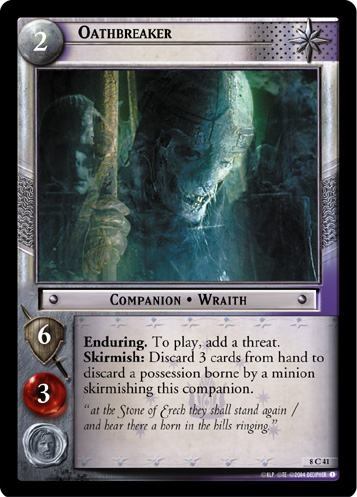 2
OATHBREAKER
COMPANION • WRAITH
6
3
Enduring. To play, add a threat.
Skirmish: Discard 3 cards from hand to
discard a possession borne by a minion
skirmishing this companion.
“at the Stone of Erech they shall stand again /
and hear there a horn in the hills ringing.”
8 C 41
©2004 DECIPHER